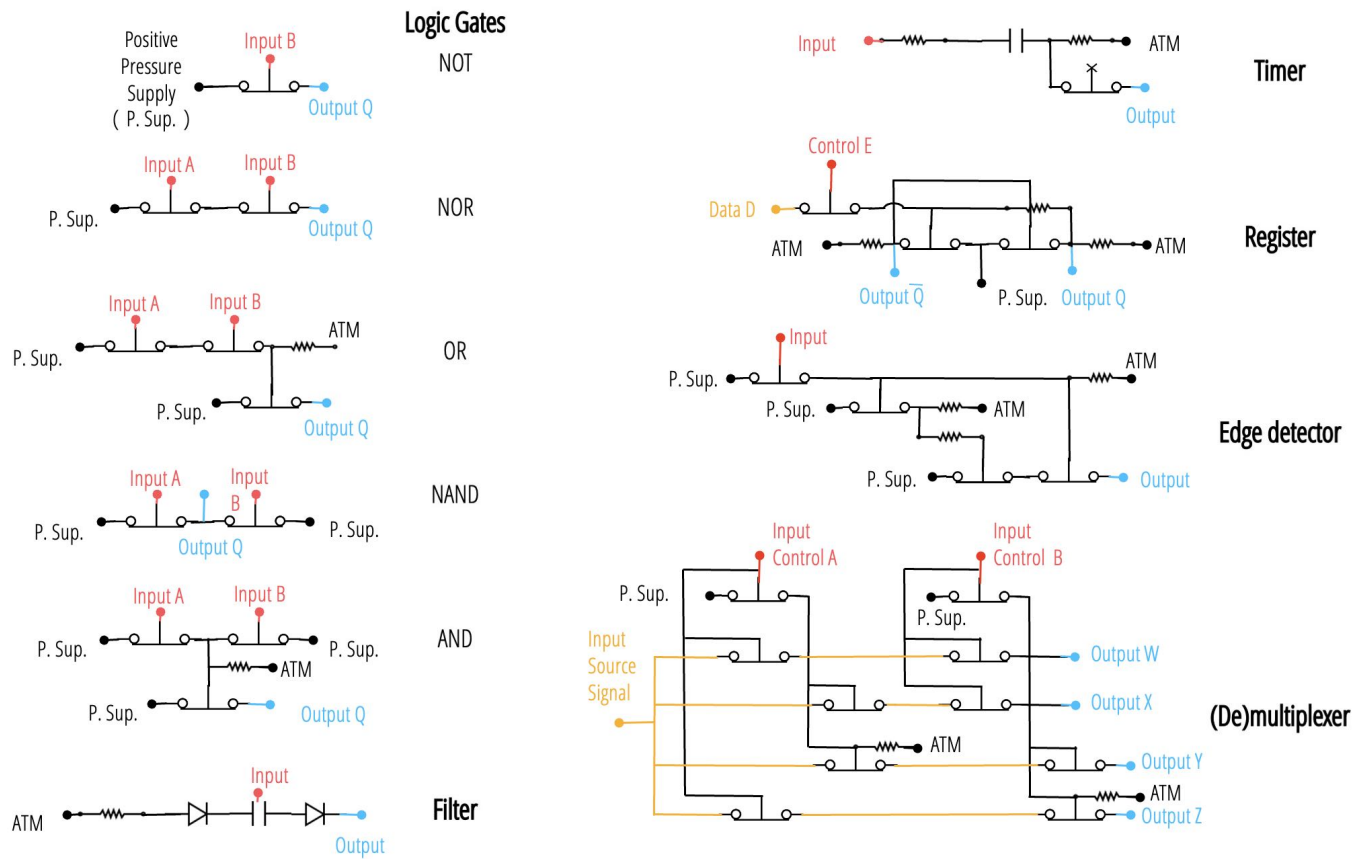 Logic Gates
Positive
Pressure
Supply
( P. Sup. )
Input B
Output Q
NOT
Input A
Input B
P. Sup.
Output Q
NOR
Input A
Input B
ATM
P. Sup.
P. Sup.
Output Q
OR
Input A
Input
B
P. Sup.
Output Q
P. Sup.
NAND
Input A
Input B
P. Sup.
P. Sup.
ATM
P. Sup.
Output Q
AND
Input
ATM
Output
Filter
Input
ATM
Output
Timer
Control E
Data D
ATM
ATM
Output Q̅
P. Sup.
Output Q
Register
Input
P. Sup.
ATM
P. Sup.
ATM
P. Sup.
Output
Edge detector
Input
Control A
Input
Control B
P. Sup.
P. Sup.
Input
Source
Signal
Output W
Output X
ATM
Output Y
ATM
Output Z
(De)multiplexer